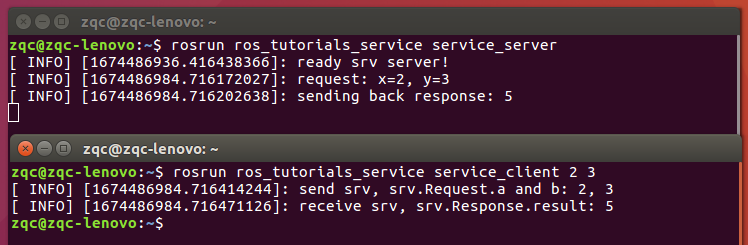 zqc@zqc-lenovo: ~
zqc@zqc-lenovo:~$ rosrun ros_tutorials_service service_server
[ INFO] [1674486936.416438366]: ready srv server!
[ INFO] [1674486984.716172027]: request: x=2, y=3
[ INFO] [1674486984.716202638]: sending back response: 5
zqc@zqc-lenovo: ~
zqc@zqc-lenovo:~$ rosrun ros_tutorials_service service_client 2 3
[ INFO] [1674486984.716414244]: send srv, srv.Request.a and b: 2, 3
[ INFO] [1674486984.716471126]: receive srv, srv.Response.result: 5
zqc@zqc-lenovo:~$